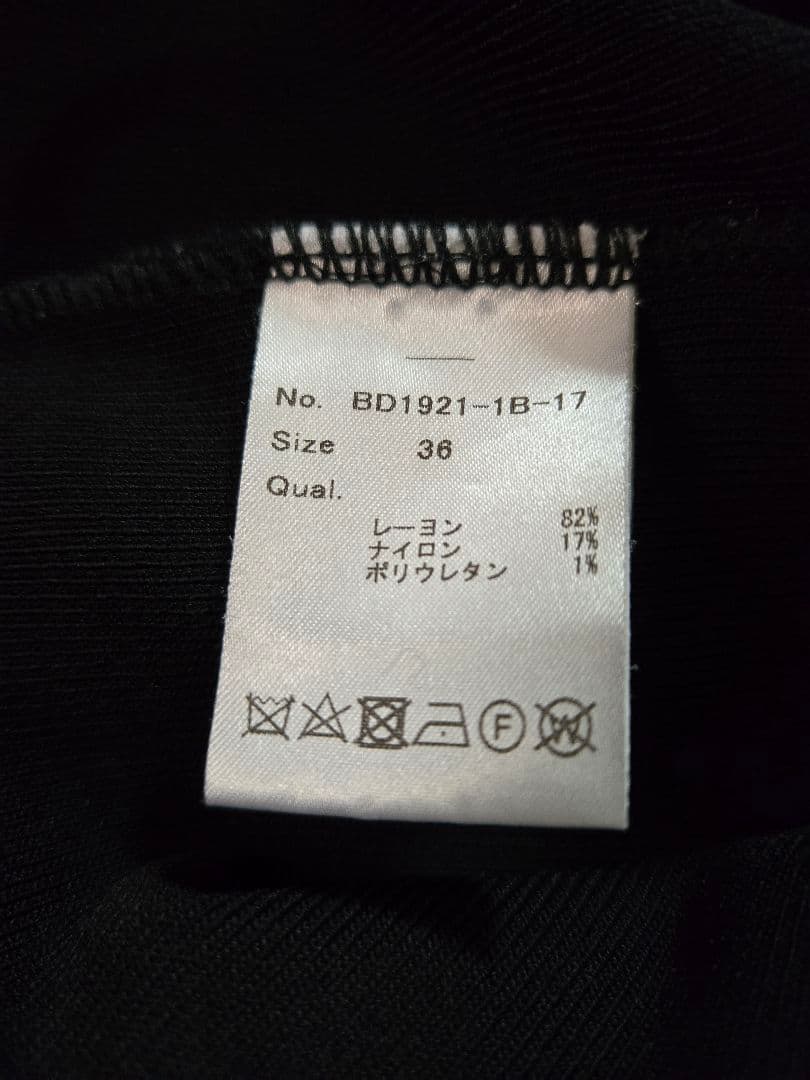 No. BD1921-1B-17
Size 36
Qual.
レーヨン 82%
ナイロン 17%
ポリウレタン 1%
F W